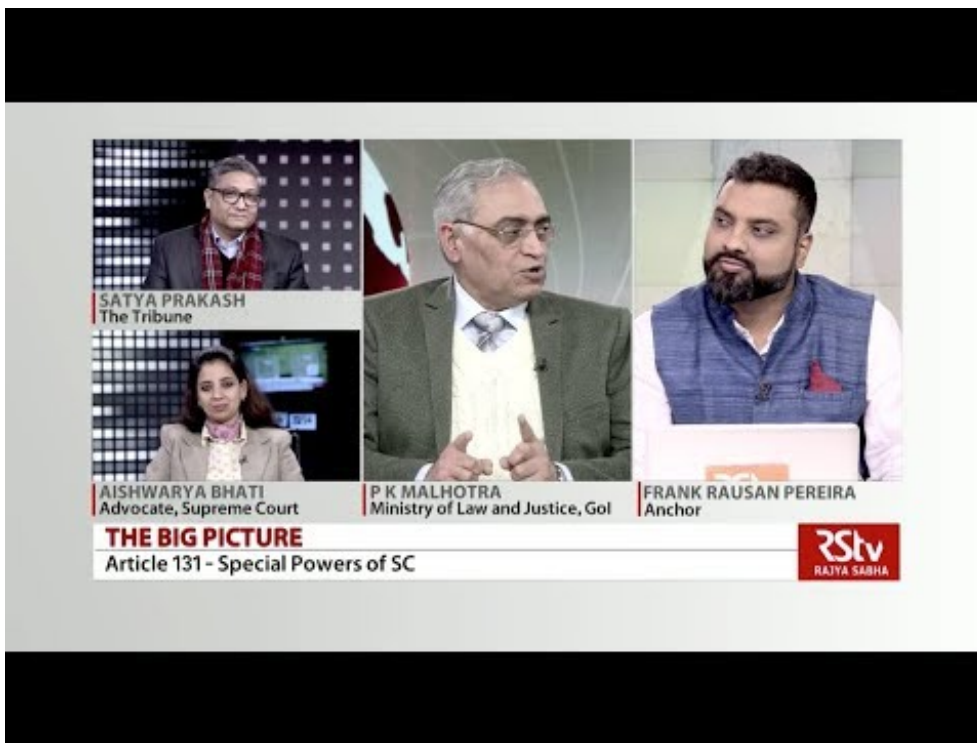 SATYA PRAKASH
The Tribune
AISHWARYA BHATI
Advocate, Supreme Court
P K MALHOTRA
Ministry of Law and Justice, GoI
FRANK RAUSAN PEREIRA
Anchor
THE BIG PICTURE
Article 131 - Special Powers of SC
RStv
RAJYA SABHA